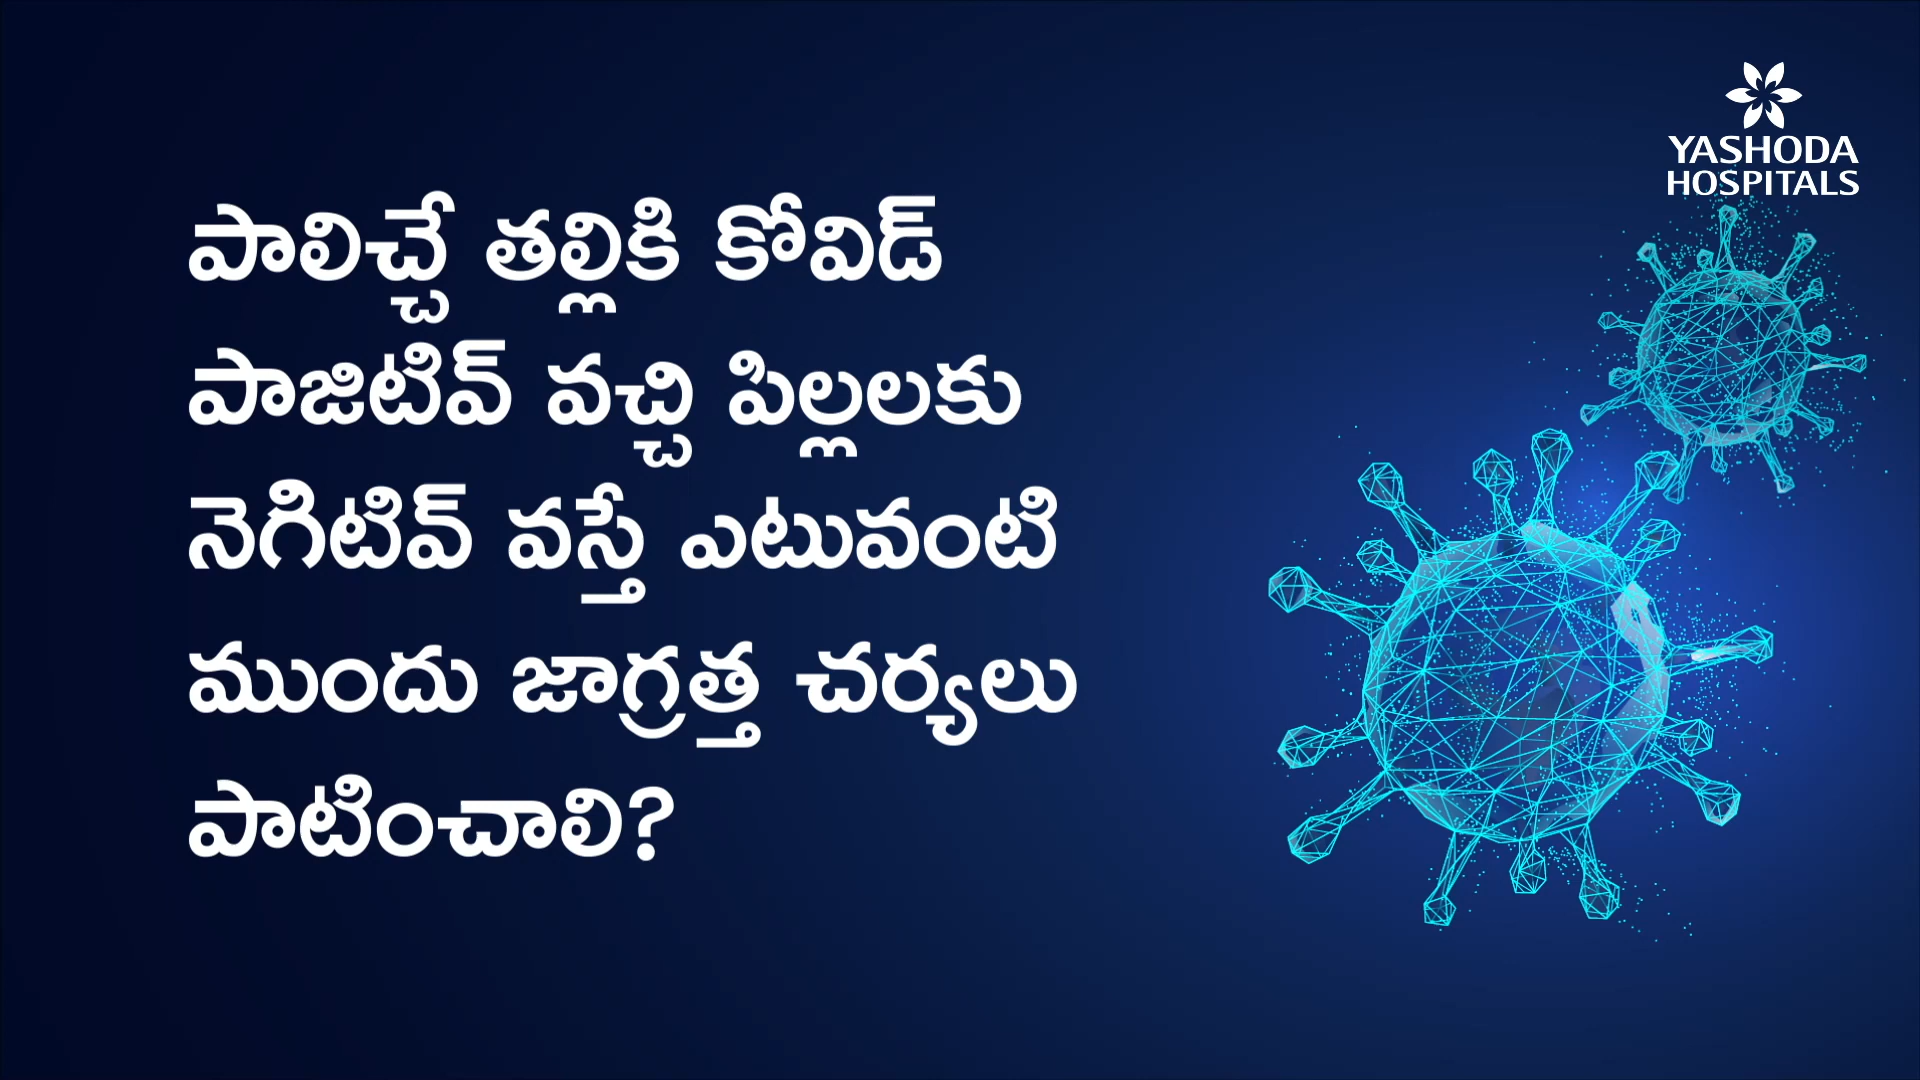 YASHODA
HOSPITALS
పాలిచ్చే తల్లికి కోవిడ్
పాజిటివ్ వచ్చి పిల్లలకు
నెగిటివ్ వస్తే ఎటువంటి
ముందు జాగ్రత్త చర్యలు
పాటించాలి?